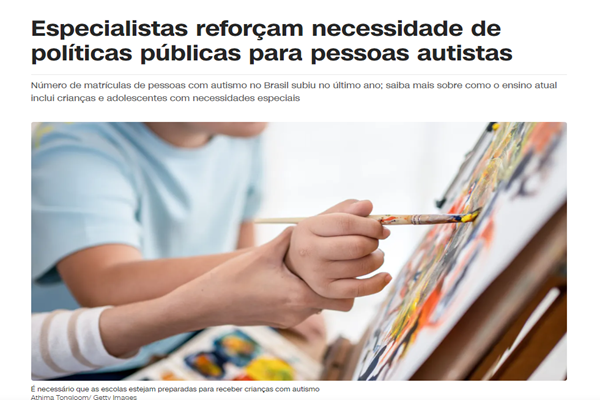 Especialistas reforçam necessidade de
políticas públicas para pessoas autistas
Número de matrículas de pessoas com autismo no Brasil subiu no último ano; saiba mais sobre como o ensino atual
inclui crianças e adolescentes com necessidades especiais
É necessário que as escolas estejam preparadas para receber crianças com autismo
Athima Tongloom/ Getty Images